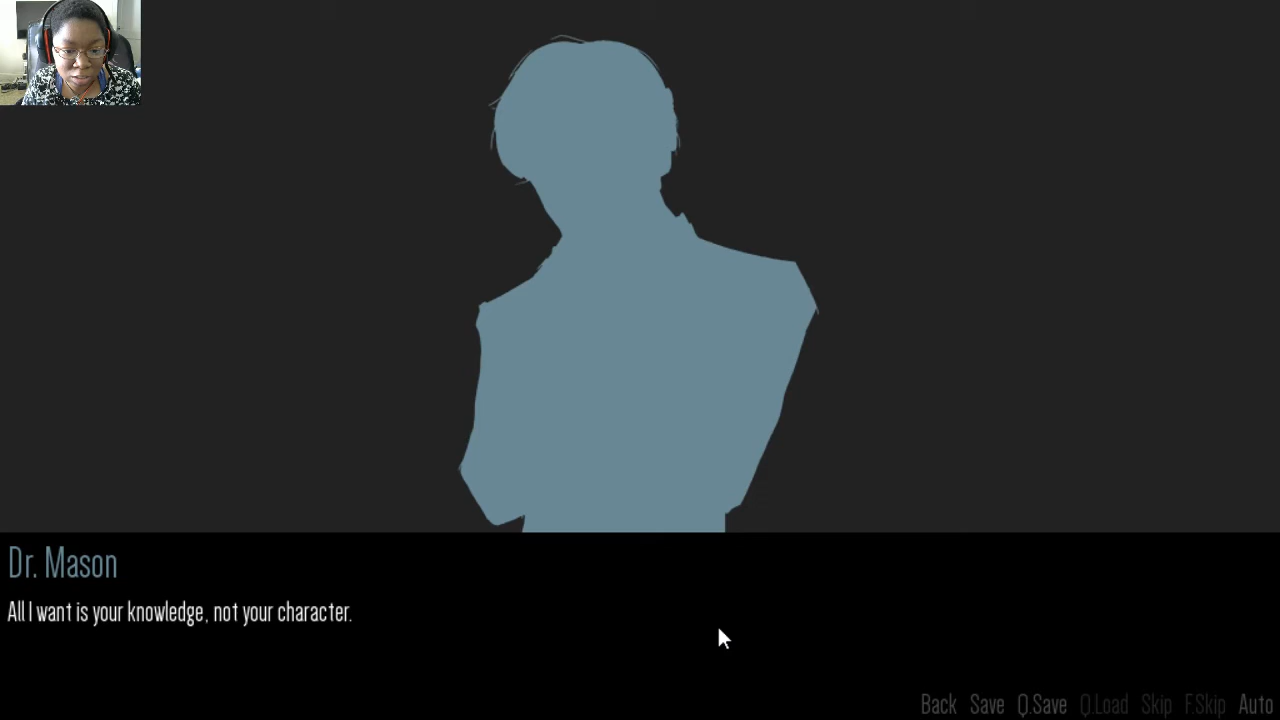 Dr. Mason
All I want is your knowledge, not your character.
Back Save Q.Save Q.Load Skip F.Skip Auto